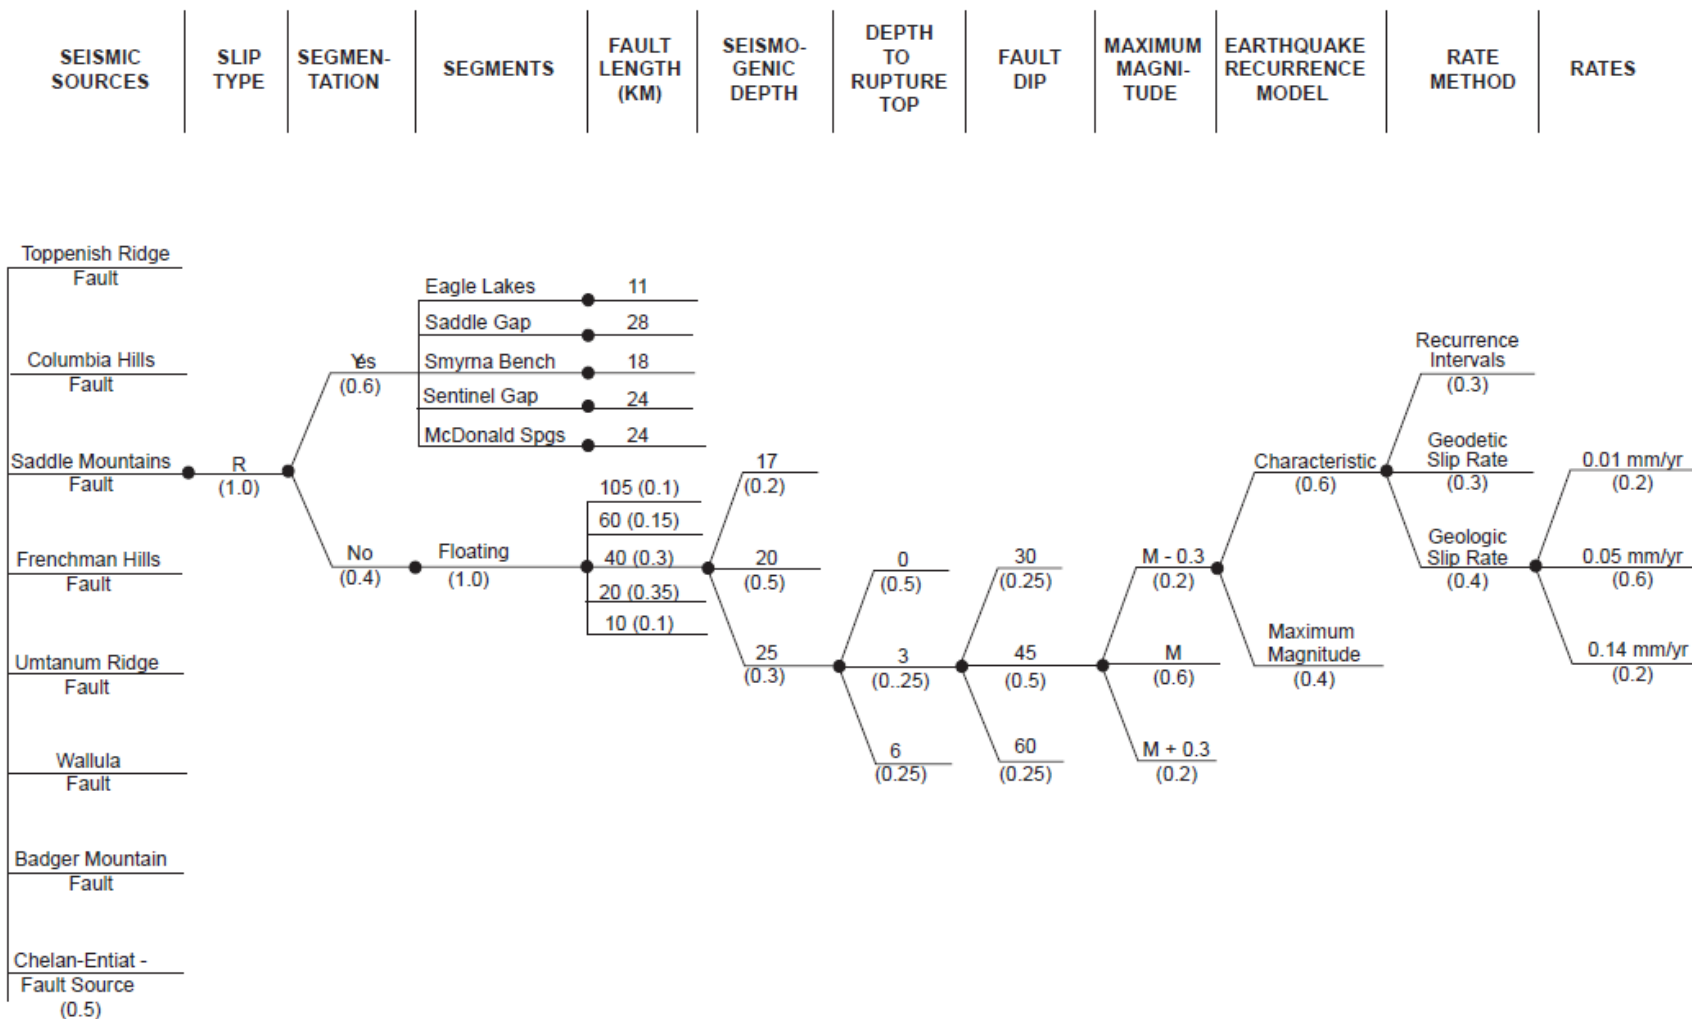 SEISMIC
SOURCES
SLIP
TYPE
SEGMEN-
TATION
SEGMENTS
FAULT
LENGTH
(KM)
SEISMO-
GENIC
DEPTH
DEPTH
TO
RUPTURE
TOP
FAULT
DIP
MAXIMUM
MAGNI-
TUDE
EARTHQUAKE
RECURRENCE
MODEL
RATE
METHOD
RATES
Toppenish Ridge
Fault
Columbia Hills
Fault
Saddle Mountains
Fault
Frenchman Hills
Fault
Umtanum Ridge
Fault
Wallula
Fault
Badger Mountain
Fault
Chelan-Entiat -
Fault Source
(0.5)
R
(1.0)
Yes
(0.6)
No
(0.4)
Eagle Lakes
Saddle Gap
Smyrna Bench
Sentinel Gap
McDonald Spgs
Floating
(1.0)
11
28
18
24
24
105 (0.1)
60 (0.15)
40 (0.3)
20 (0.35)
10 (0.1)
17
(0.2)
20
(0.5)
25
(0.3)
0
(0.5)
3
(0..25)
6
(0.25)
30
(0.25)
45
(0.5)
60
(0.25)
M - 0.3
(0.2)
M
(0.6)
M + 0.3
(0.2)
Characteristic
(0.6)
Maximum
Magnitude
(0.4)
Recurrence
Intervals
(0.3)
Geodetic
Slip Rate
(0.3)
Geologic
Slip Rate
(0.4)
0.01 mm/yr
(0.2)
0.05 mm/yr
(0.6)
0.14 mm/yr
(0.2)